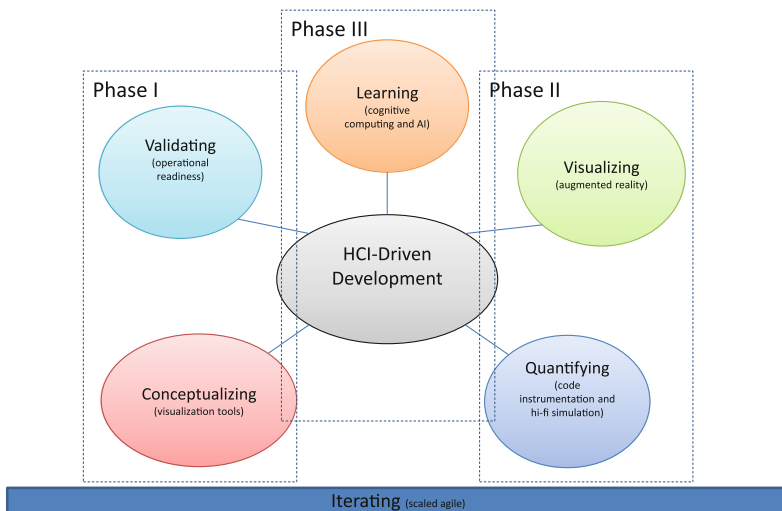 Phase III
Phase I
Phase II
Learning
(cognitive
computing and AI)
Validating
(operational
readiness)
Visualizing
(augmented reality)
HCI-Driven
Development
Conceptualizing
(visualization tools)
Quantifying
(code
instrumentation and
hi-fi simulation)
Iterating (scaled agile)